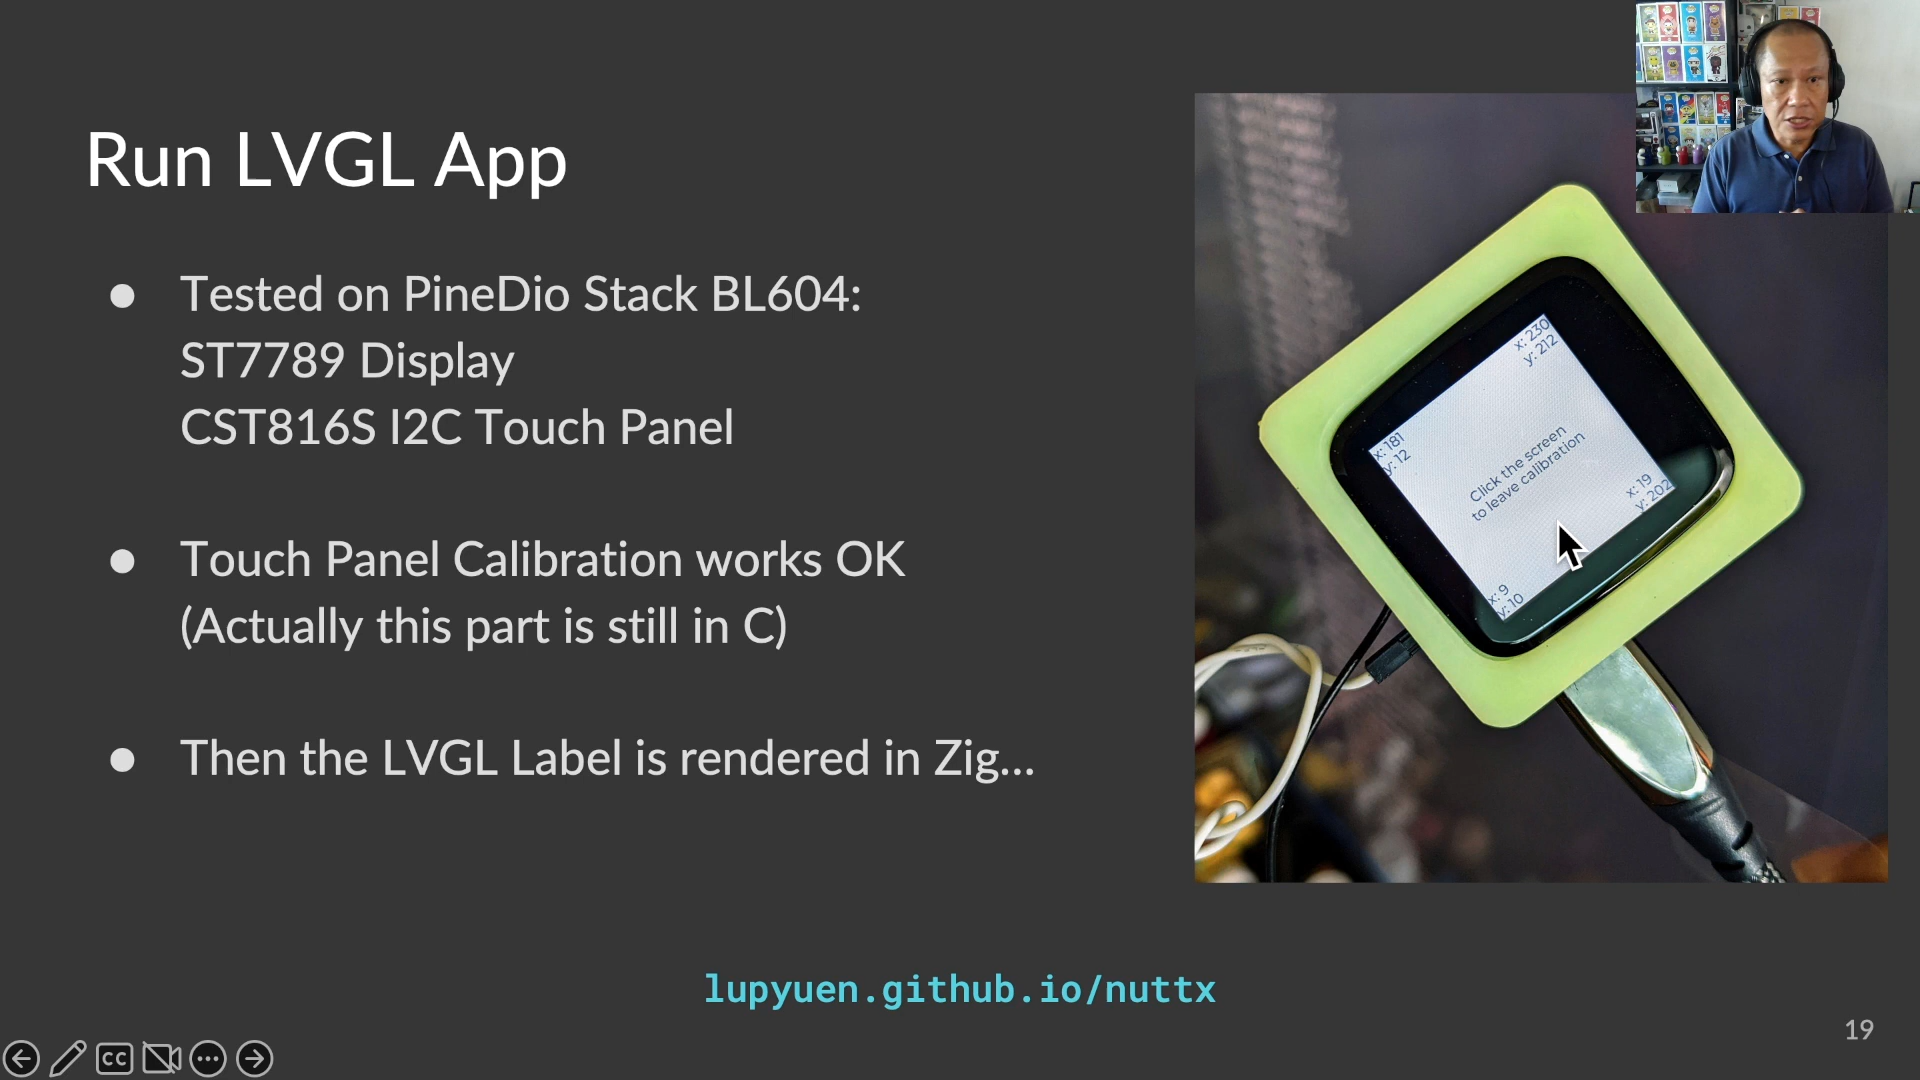 Run LVGL App
Tested on PineDio Stack BL604:
ST7789 Display
CST816S I2C Touch Panel
Touch Panel Calibration works OK
(Actually this part is still in C)
Then the LVGL Label is rendered in Zig...
x: 230
y: 212
x: 181
y: 12
Click the screen
to leave calibration
x: 19
y: 202
x: 9
y: 10
lupyuen.github.io/nuttx
19
CC